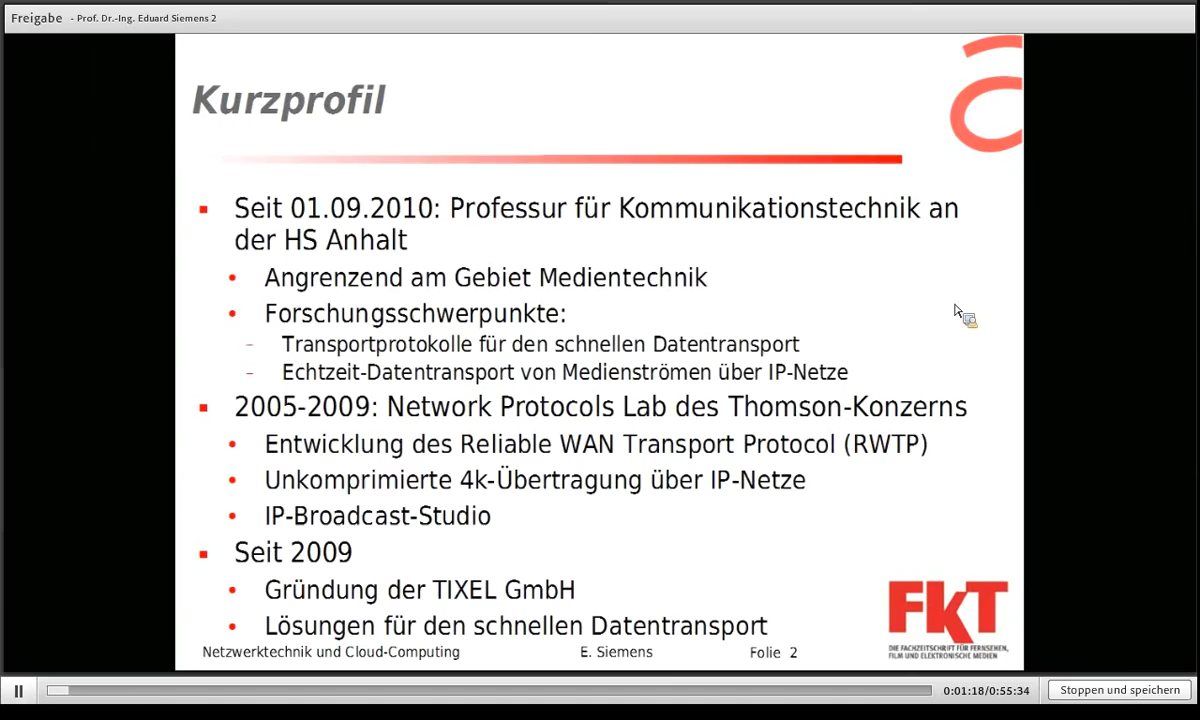 Freigabe - Prof. Dr.-Ing. Eduard Siemens 2
Kurzprofil
Seit 01.09.2010: Professur für Kommunikationstechnik an
der HS Anhalt
Angrenzend am Gebiet Medientechnik
Forschungsschwerpunkte:
- Transportprotokolle für den schnellen Datentransport
- Echtzeit-Datentransport von Medienströmen über IP-Netze
2005-2009: Network Protocols Lab des Thomson-Konzerns
Entwicklung des Reliable WAN Transport Protocol (RWTP)
Unkomprimierte 4k-Übertragung über IP-Netze
IP-Broadcast-Studio
Seit 2009
Gründung der TIXEL GmbH
Lösungen für den schnellen Datentransport
FKT
DIE FACHZEITSCHRIFT FÜR FERNSEHEN,
FILM UND ELEKTRONISCHE MEDIEN
Netzwerktechnik und Cloud-Computing E. Siemens Folie 2
0:01:18/0:55:34 Stoppen und speichern